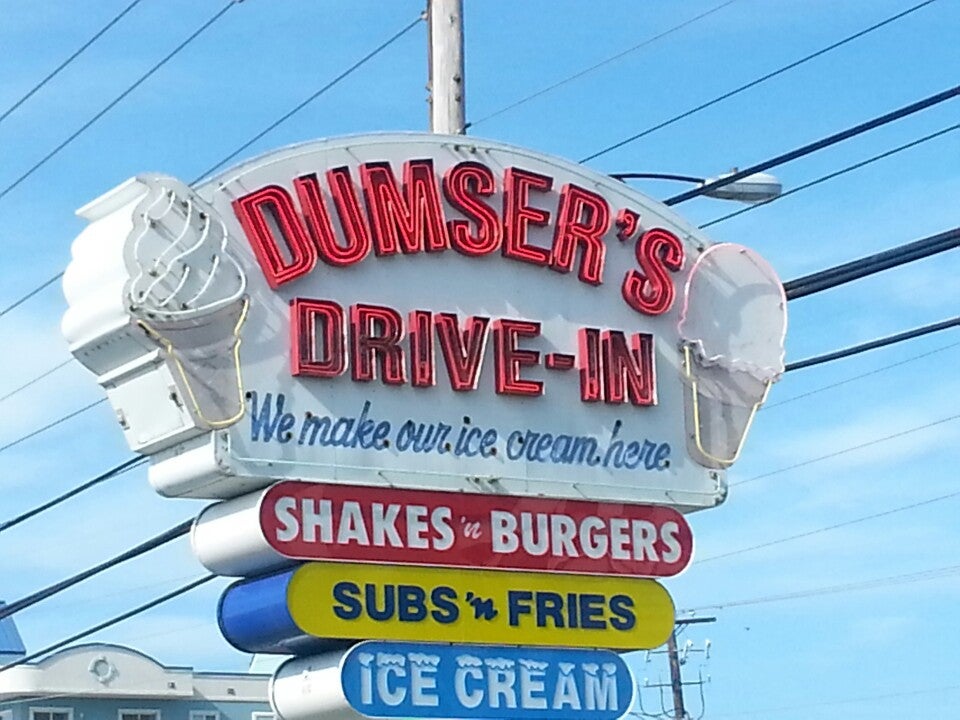 DUMSER'S
DRIVE-IN
We make our ice cream here
SHAKES 'n BURGERS
SUBS 'n FRIES
ICE CREAM